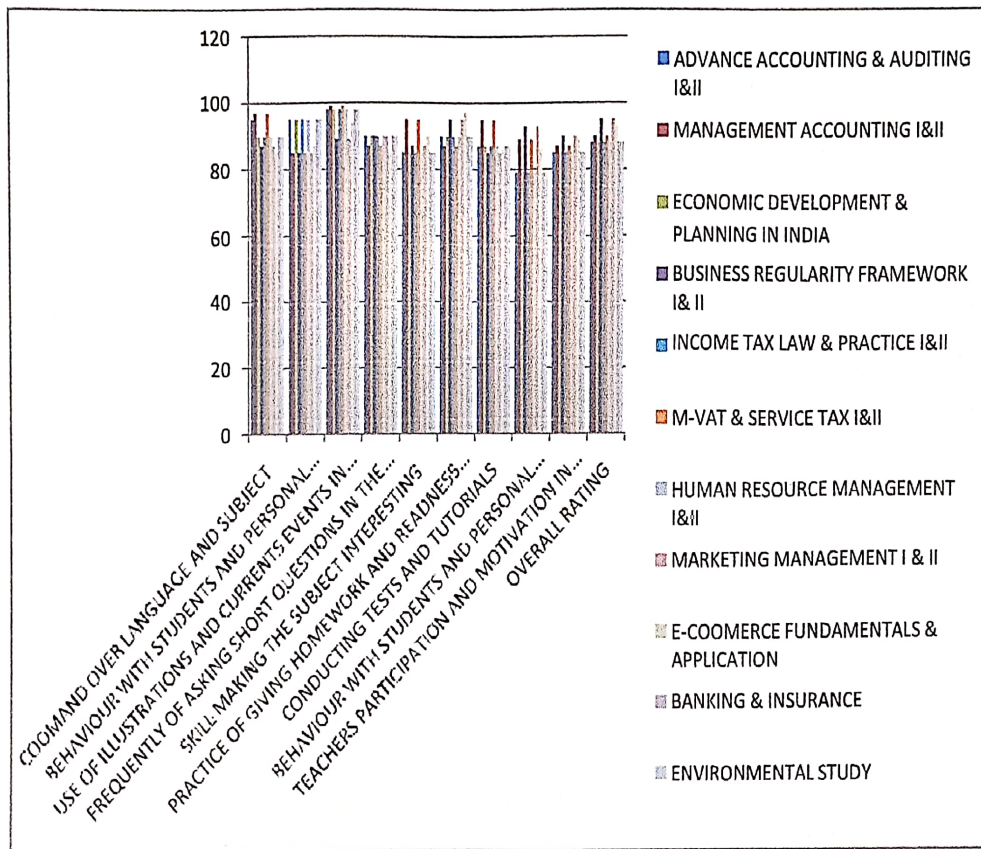 120
100
80
60
40
20
0
COOMAND OVER LANGUAGE AND SUBJECT
BEHAVIOUR WITH STUDENTS AND PERSONAL...
USE OF ILLUSTRATIONS AND CURRENTS EVENTS IN...
FREQUENTLY OF ASKING SHORT QUESTIONS IN THE...
SKILL MAKING THE SUBJECT INTERESTING
PRACTICE OF GIVING HOMEWORK AND READNESS...
CONDUCTING TESTS AND TUTORIALS
BEHAVIOUR WITH STUDENTS AND PERSONAL...
TEACHERS PARTICIPATION AND MOTIVATION IN...
OVERALL RATING
ADVANCE ACCOUNTING & AUDITING
I&II
MANAGEMENT ACCOUNTING I&II
ECONOMIC DEVELOPMENT &
PLANNING IN INDIA
BUSINESS REGULARITY FRAMEWORK
I& II
INCOME TAX LAW & PRACTICE I&II
M-VAT & SERVICE TAX I&II
HUMAN RESOURCE MANAGEMENT
I&II
MARKETING MANAGEMENT I & II
E-COOMERCE FUNDAMENTALS &
APPLICATION
BANKING & INSURANCE
ENVIRONMENTAL STUDY